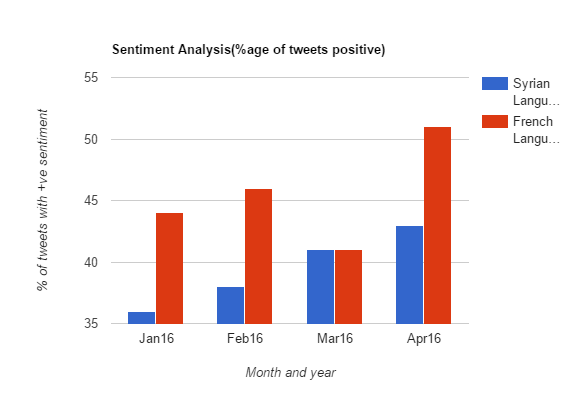 Sentiment Analysis(%age of tweets positive)
55
50
45
40
35
% of tweets with +ve sentiment
Syrian
Langu...
French
Langu...
Jan16
Feb16
Mar16
Apr16
Month and year